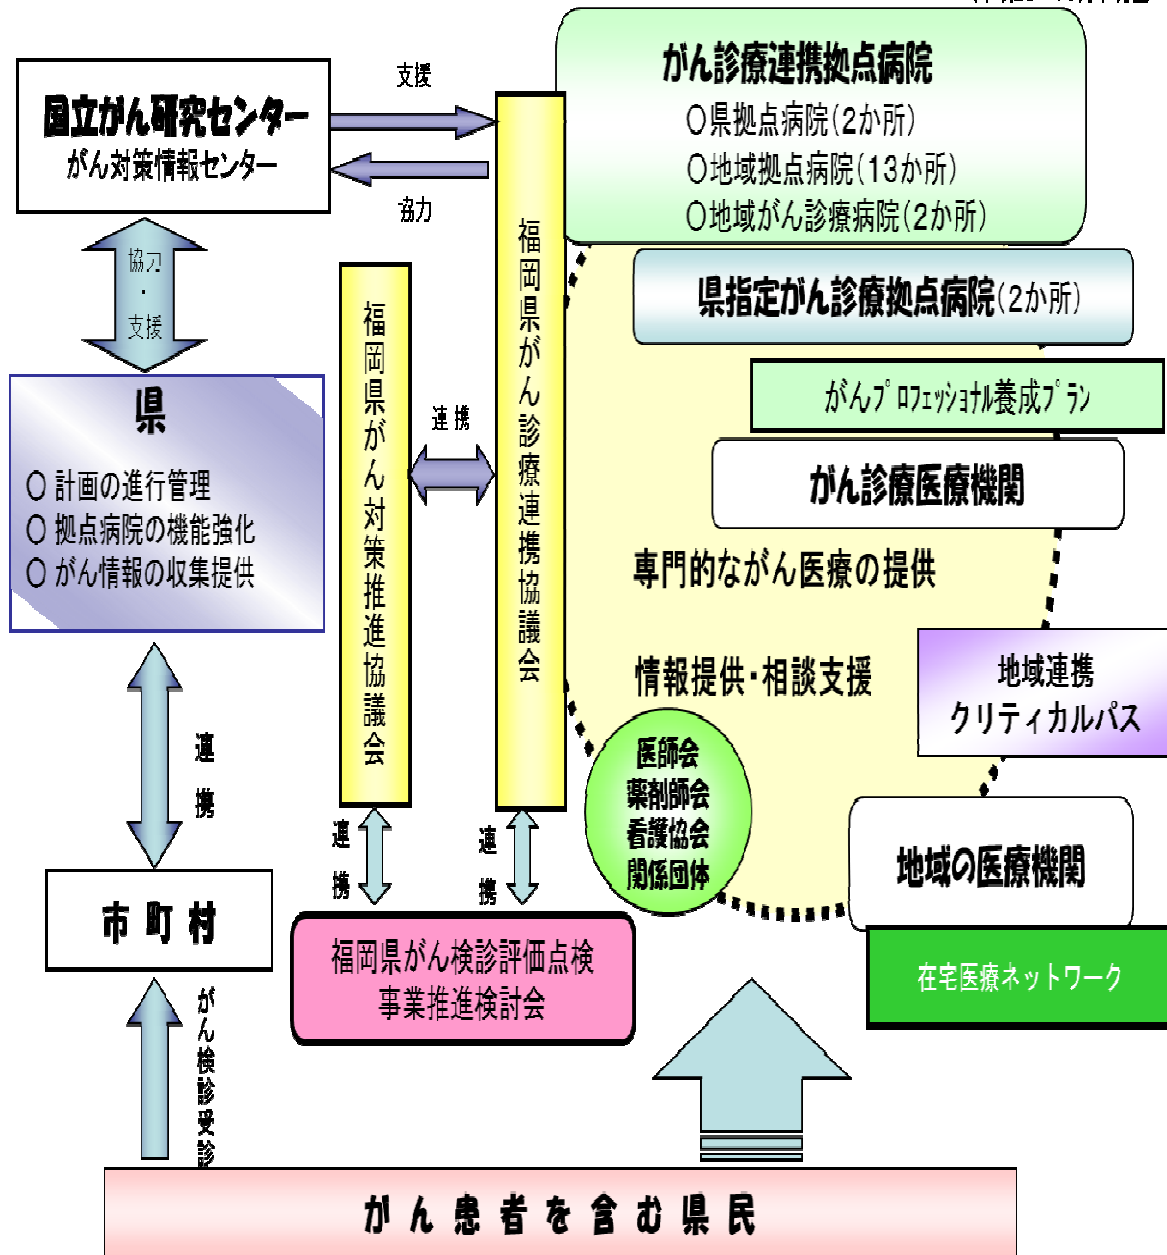 国立がん研究センター
がん対策情報センター
支援
協力
がん診療連携拠点病院
〇県拠点病院(2か所)
〇地域拠点病院(13か所)
〇地域がん診療病院(2か所)
県指定がん診療拠点病院(2か所)
がんプロフェッショナル養成プラン
がん診療医療機関
協力
・
支援
県
〇 計画の進行管理
〇 拠点病院の機能強化
〇 がん情報の収集提供
福岡県がん対策推進協議会
連携
福岡県がん診療連携協議会
専門的ながん医療の提供
情報提供・相談支援
地域連携
クリティカルパス
医師会
薬剤師会
看護協会
関係団体
地域の医療機関
在宅医療ネットワーク
連携
市町村
連携
連携
福岡県がん検診評価点検
事業推進検討会
がん検診受診
がん患者を含む県民